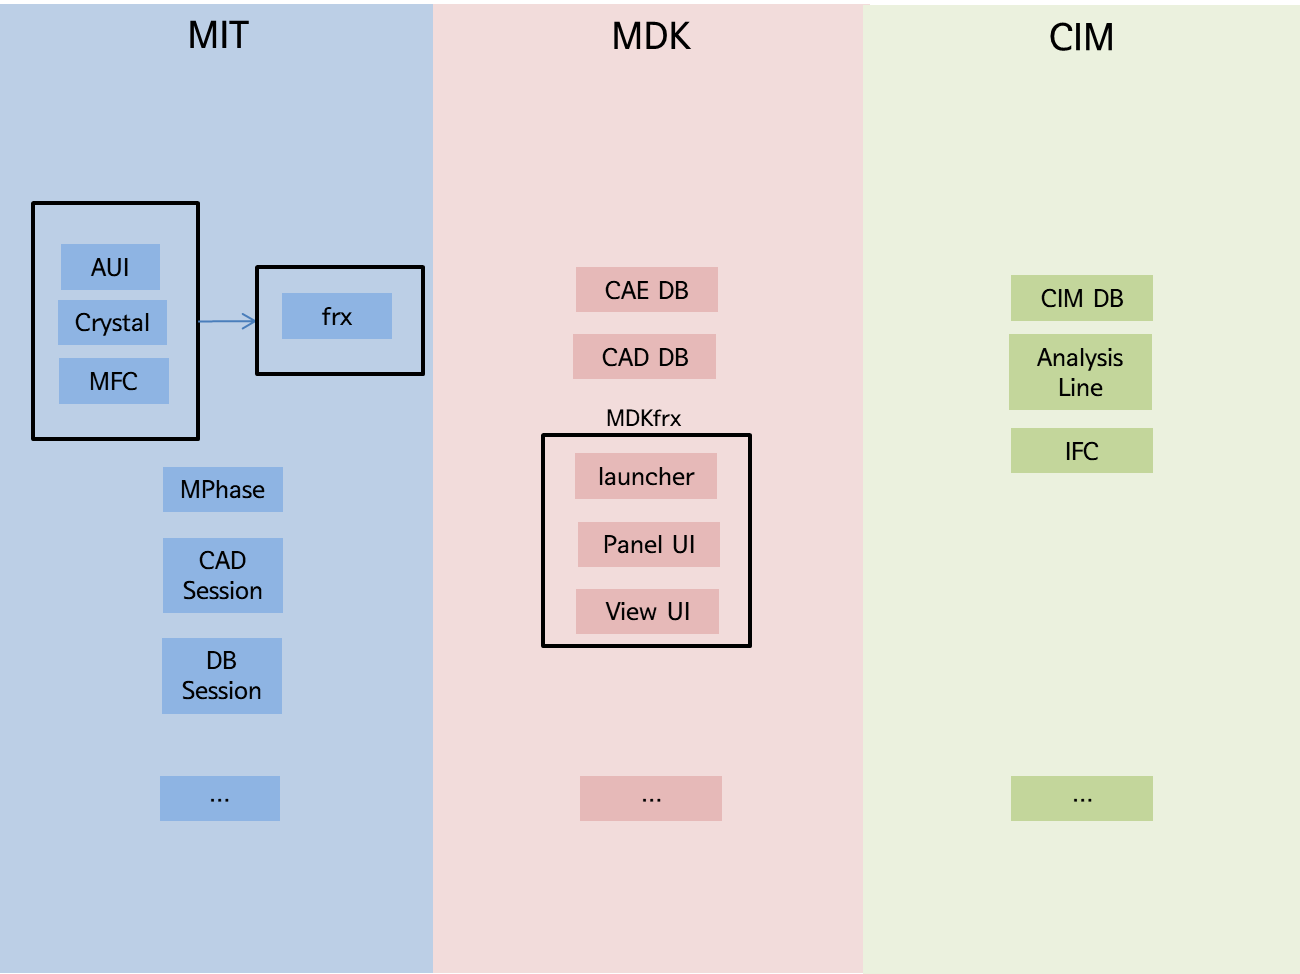 MIT
AUI
Crystal
MFC
frx
MPhase
CAD
Session
DB
Session
...
MDK
CAE DB
CAD DB
MDKfrx
launcher
Panel UI
View UI
...
CIM
CIM DB
Analysis
Line
IFC
...